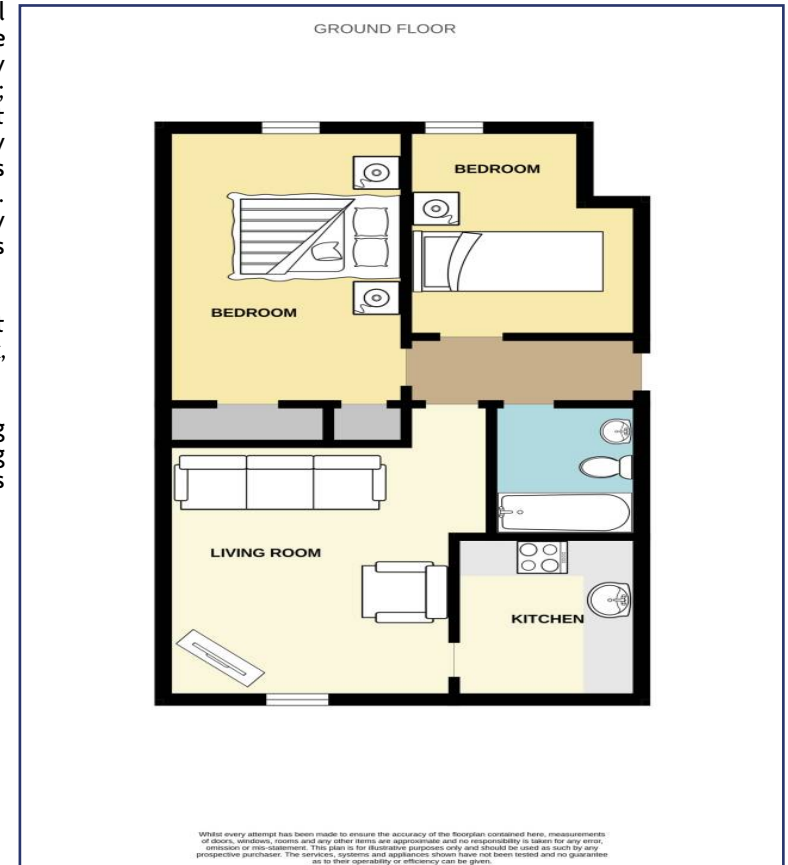 GROUND FLOOR
BEDROOM
BEDROOM
LIVING ROOM
KITCHEN
Whilst every attempt has been made to ensure the accuracy of the floorplan contained here, measurements
of doors, windows, rooms and any other items are approximate and no responsibility is taken for any error,
omission or mis-statement. This plan is for illustrative purposes only and should be used as such by any
prospective purchaser. The services, systems and appliances shown have not been tested and no guarantee
as to their operability or efficiency can be given.